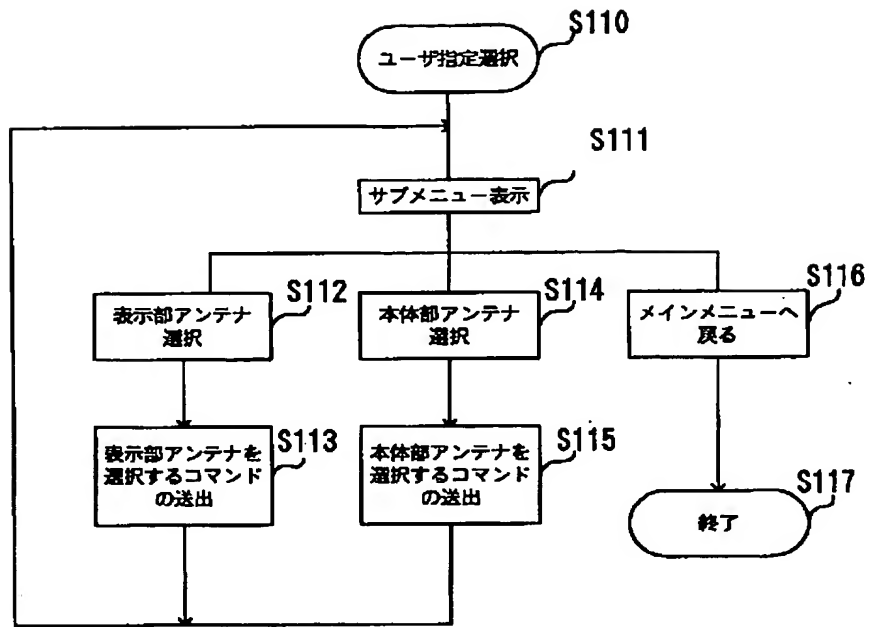 S110
ユーザ指定選択
S111
サブメニュー表示
S112
表示部アンテナ
選択
S114
本体部アンテナ
選択
S116
メインメニューへ
戻る
S113
表示部アンテナを
選択するコマンド
の送出
S115
本体部アンテナを
選択するコマンド
の送出
S117
終了